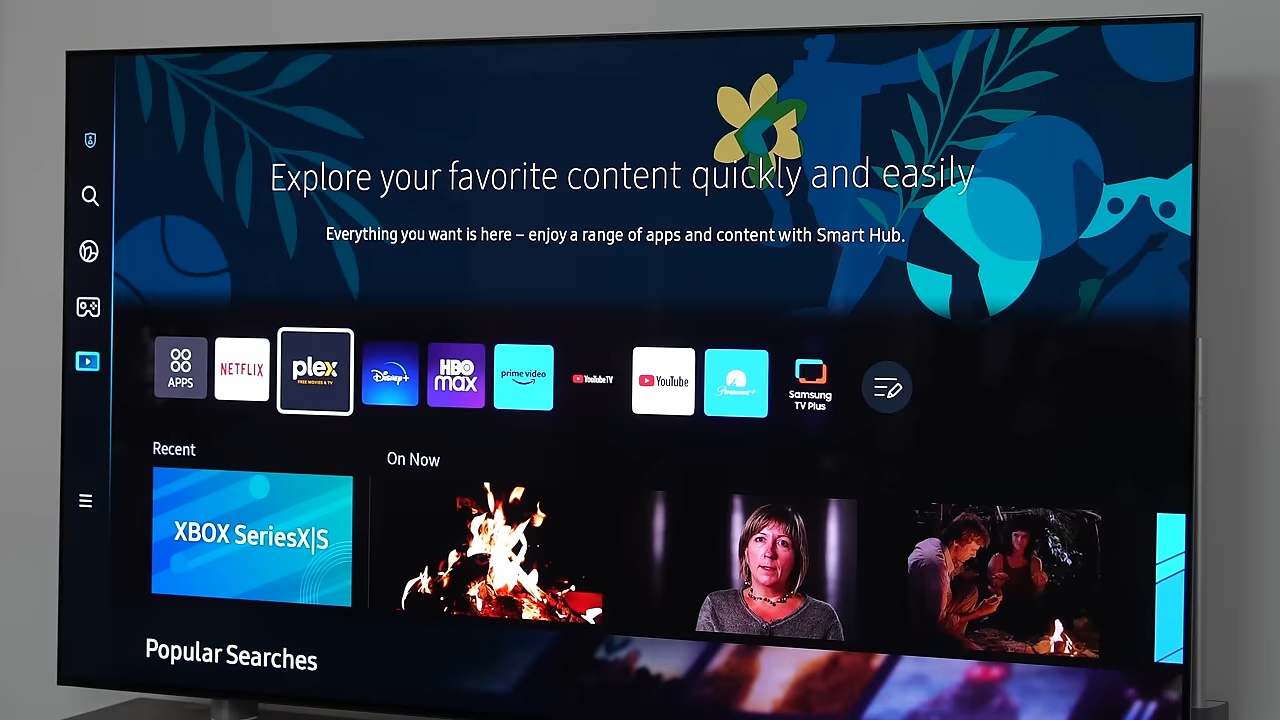 Explore your favorite content quickly and easily
Everything you want is here – enjoy a range of apps and content with Smart Hub.
APPS
NETFLIX
plex
FREE MOVIES & TV
Disney+
HBO
max
prime video
YouTubeTV
YouTube
Paramount+
Samsung
TV Plus
Recent
On Now
XBOX SeriesX|S
Popular Searches